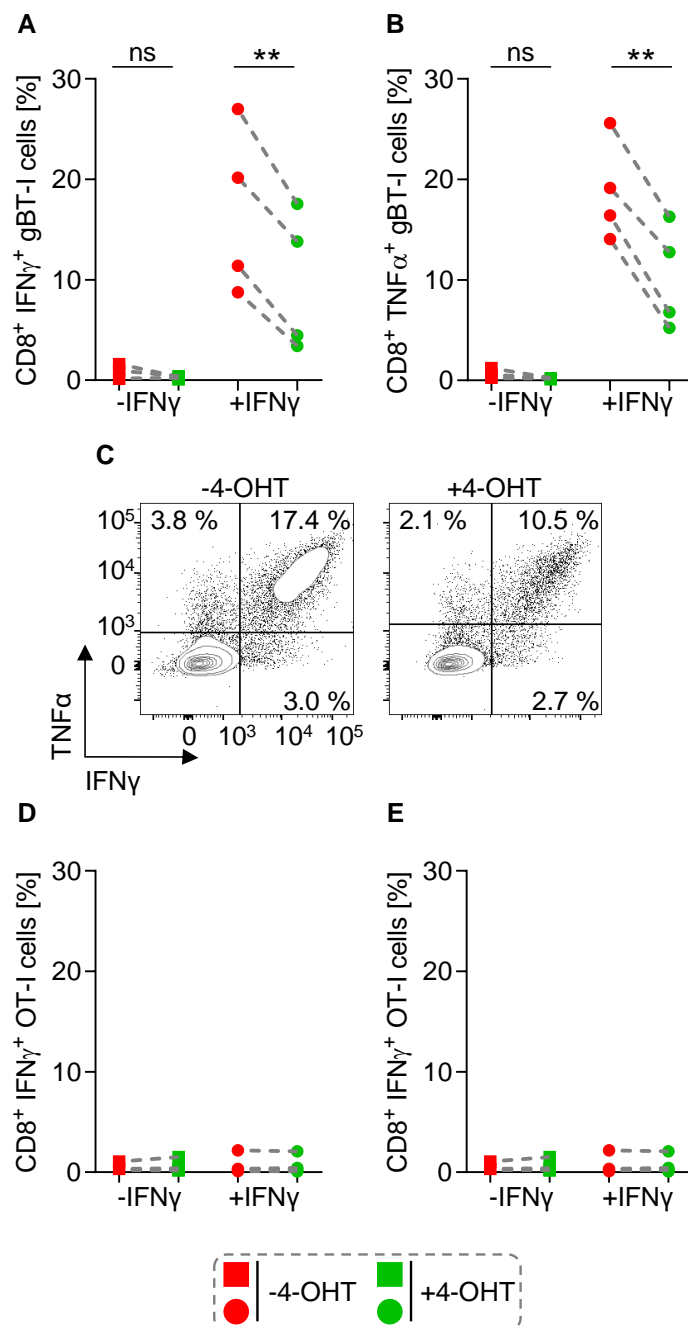 A
ns
**
CD8+ IFNγ+ gBT-I cells [%]
30
20
10
0
-IFNγ
+IFNγ
B
ns
**
CD8+ TNFα+ gBT-I cells [%]
30
20
10
0
-IFNγ
+IFNγ
C
-4-OHT
+4-OHT
3.8 %
17.4 %
3.0 %
2.1 %
10.5 %
2.7 %
10⁵
10⁴
10³
0
0
10³
10⁴
10⁵
TNFα
IFNγ
D
CD8⁺ IFNγ⁺ OT-I cells [%]
30
20
10
0
-IFNγ
+IFNγ
E
CD8⁺ IFNγ⁺ OT-I cells [%]
30
20
10
0
-IFNγ
+IFNγ
-4-OHT
+4-OHT